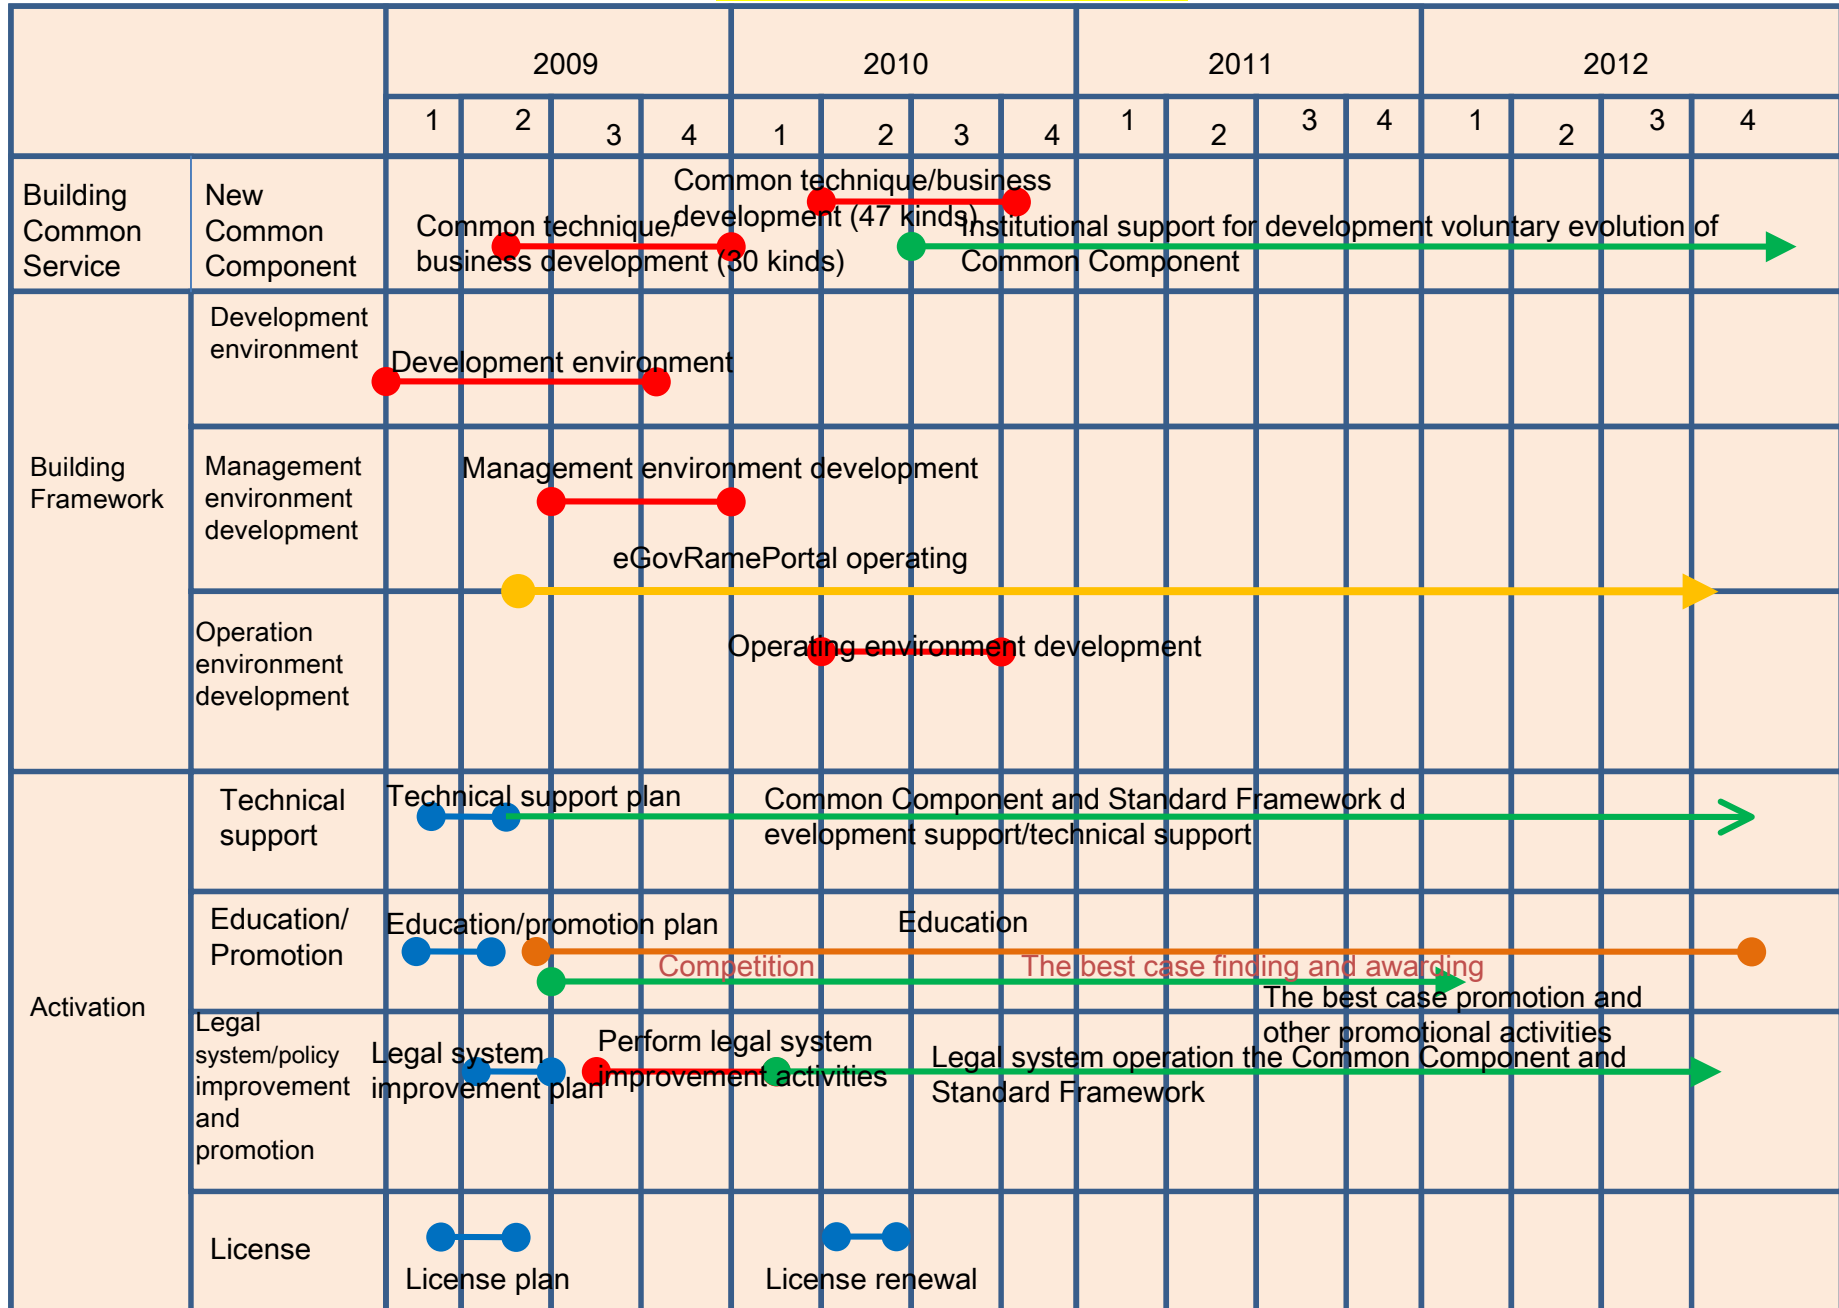 2009
2010
2011
2012
1
2
3
4
1
2
3
4
1
2
3
4
1
2
3
4
Building
Common
Service
New
Common
Component
Common technique/
business development (30 kinds)
Common technique/business
development (47 kinds)
Institutional support for development voluntary evolution of
Common Component
Building
Framework
Development
environment
Development environment
Management
environment
development
Management environment development
eGovRamePortal operating
Operation
environment
development
Operating environment development
Activation
Technical
support
Technical support plan
Common Component and Standard Framework d
evelopment support/technical support
Education/
Promotion
Education/promotion plan
Education
Competition
The best case finding and awarding
The best case promotion and
other promotional activities
Legal
system/policy
improvement
and
promotion
Legal system
improvement plan
Perform legal system
improvement activities
Legal system operation the Common Component and
Standard Framework
License
License plan
License renewal